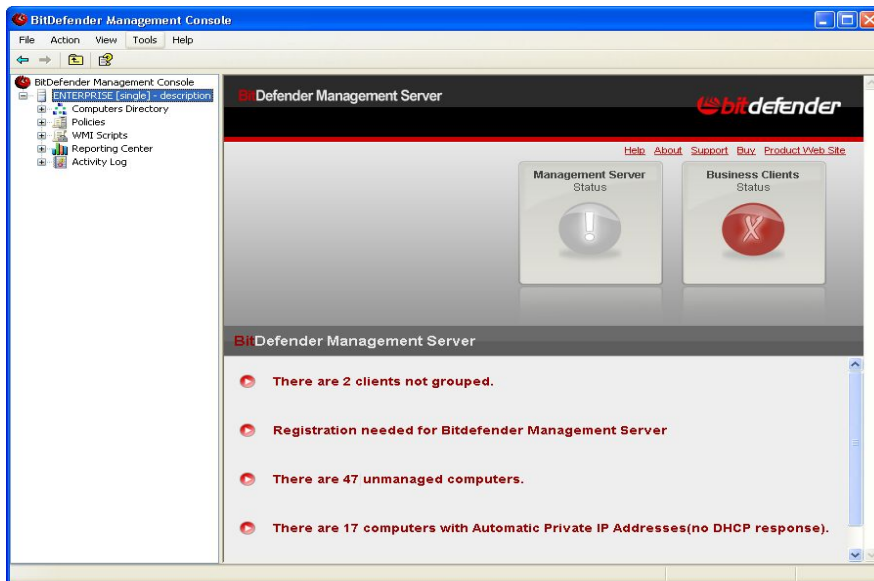 BitDefender Management Console
File Action View Tools Help
BitDefender Management Console
ENTERPRISE [single] - description
Computers Directory
Policies
WMI Scripts
Reporting Center
Activity Log
BitDefender Management Server
bitdefender
Help About Support Buy Product Web Site
Management Server
Status
Business Clients
Status
BitDefender Management Server
There are 2 clients not grouped.
Registration needed for Bitdefender Management Server
There are 47 unmanaged computers.
There are 17 computers with Automatic Private IP Addresses(no DHCP response).